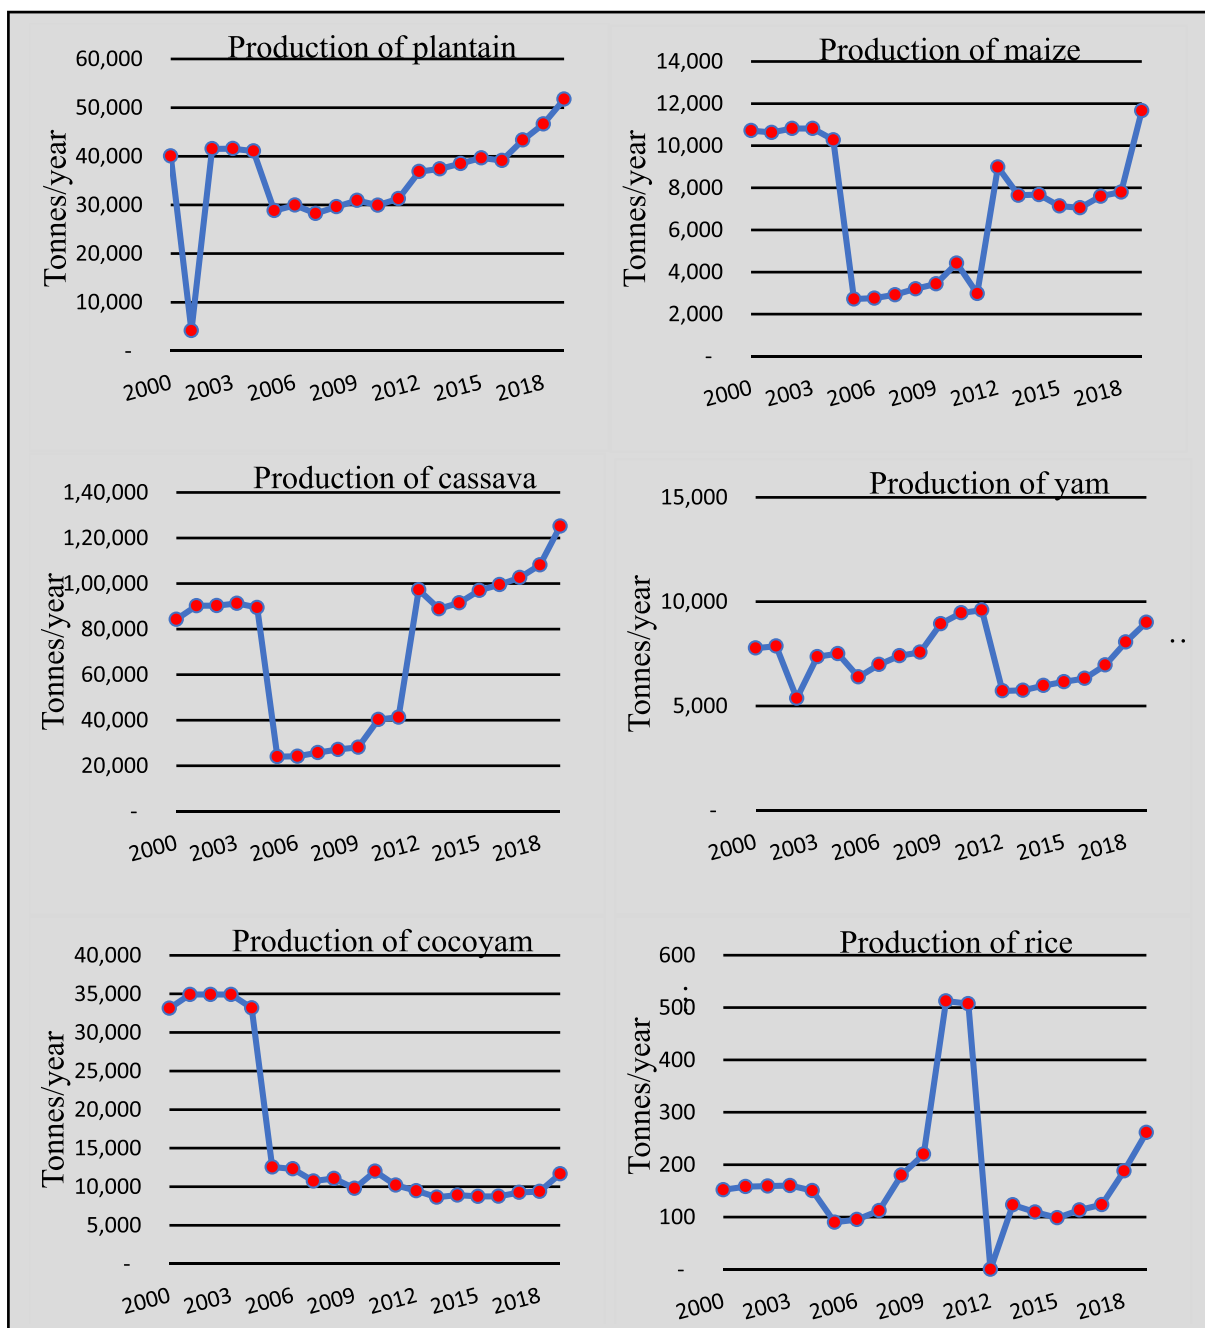 Production of plantain
60,000
50,000
40,000
30,000
20,000
10,000
-
Tonnes/year
2000 2003 2006 2009 2012 2015 2018
Production of maize
14,000
12,000
10,000
8,000
6,000
4,000
2,000
-
Tonnes/year
2000 2003 2006 2009 2012 2015 2018
Production of cassava
1,40,000
1,20,000
1,00,000
80,000
60,000
40,000
20,000
-
Tonnes/year
2000 2003 2006 2009 2012 2015 2018
Production of yam
15,000
10,000
5,000
-
Tonnes/year
..
2000 2003 2006 2009 2012 2015 2018
Production of cocoyam
40,000
35,000
30,000
25,000
20,000
15,000
10,000
5,000
-
Tonnes/year
2000 2003 2006 2009 2012 2015 2018
Production of rice
600
500
400
300
200
100
-
Tonnes/year
2000 2003 2006 2009 2012 2015 2018